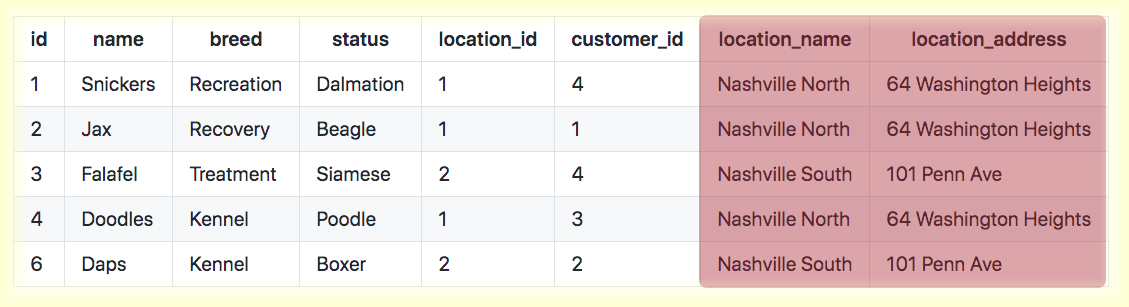 id name breed status location_id customer_id location_name location_address
1 Snickers Recreation Dalmation 1 4 Nashville North 64 Washington Heights
2 Jax Recovery Beagle 1 1 Nashville North 64 Washington Heights
3 Falafel Treatment Siamese 2 4 Nashville South 101 Penn Ave
4 Doodles Kennel Poodle 1 3 Nashville North 64 Washington Heights
6 Daps Kennel Boxer 2 2 Nashville South 101 Penn Ave